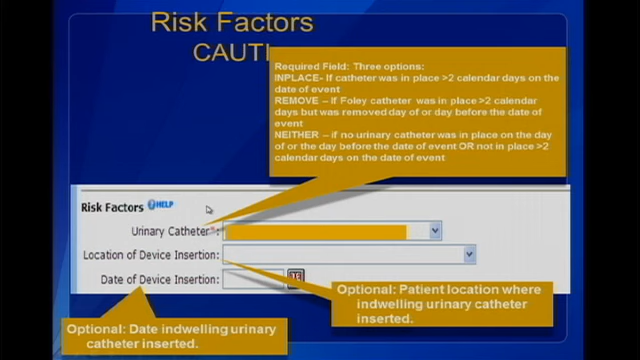 Risk Factors
CAUTI
Required Field: Three options:
INPLACE- If catheter was in place >2 calendar days on the
date of event
REMOVE – if Foley catheter was in place >2 calendar
days but was removed day of or day before the date of
event
NEITHER – if no urinary catheter was in place on the day
of or the day before the date of event OR not in place >2
calendar days on the date of event
Risk Factors ?HELP
Urinary Catheter*:
Location of Device Insertion:
Date of Device Insertion:
Optional: Patient location where
indwelling urinary catheter
inserted.
Optional: Date indwelling urinary
catheter inserted.